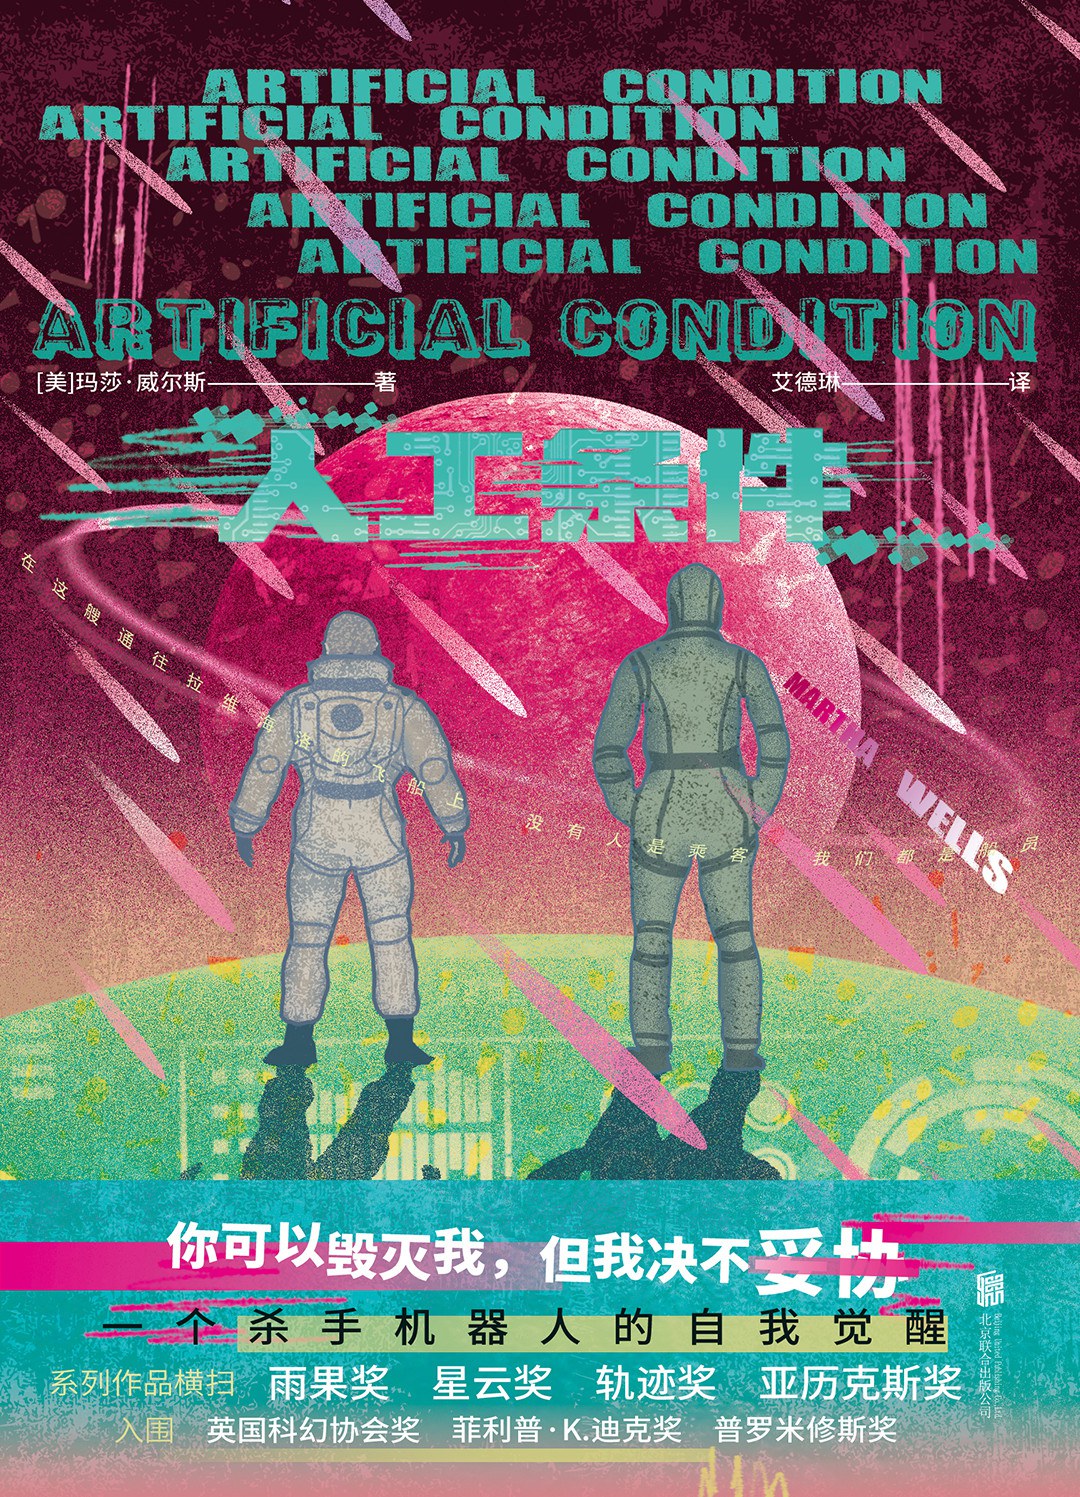 ARTIFICIAL CONDITION
ARTIFICIAL CONDITION
ARTIFICIAL CONDITION
ARTIFICIAL CONDITION
ARTIFICIAL CONDITION
ARTIFICIAL CONDITION
[美]玛莎·威尔斯————著
艾德琳————译
人工条件
在这艘通往拉维海洛的飞船上
没有人是乘客
我们都是船员
MARTHA WELLS
你可以毁灭我，但我决不妥协
一个杀手机器人的自我觉醒
系列作品横扫 雨果奖 星云奖 轨迹奖 亚历克斯奖
入围 英国科幻协会奖 菲利普·K.迪克奖 普罗米修斯奖
北京联合出版公司
Beijing United Publishing Co.,Ltd.